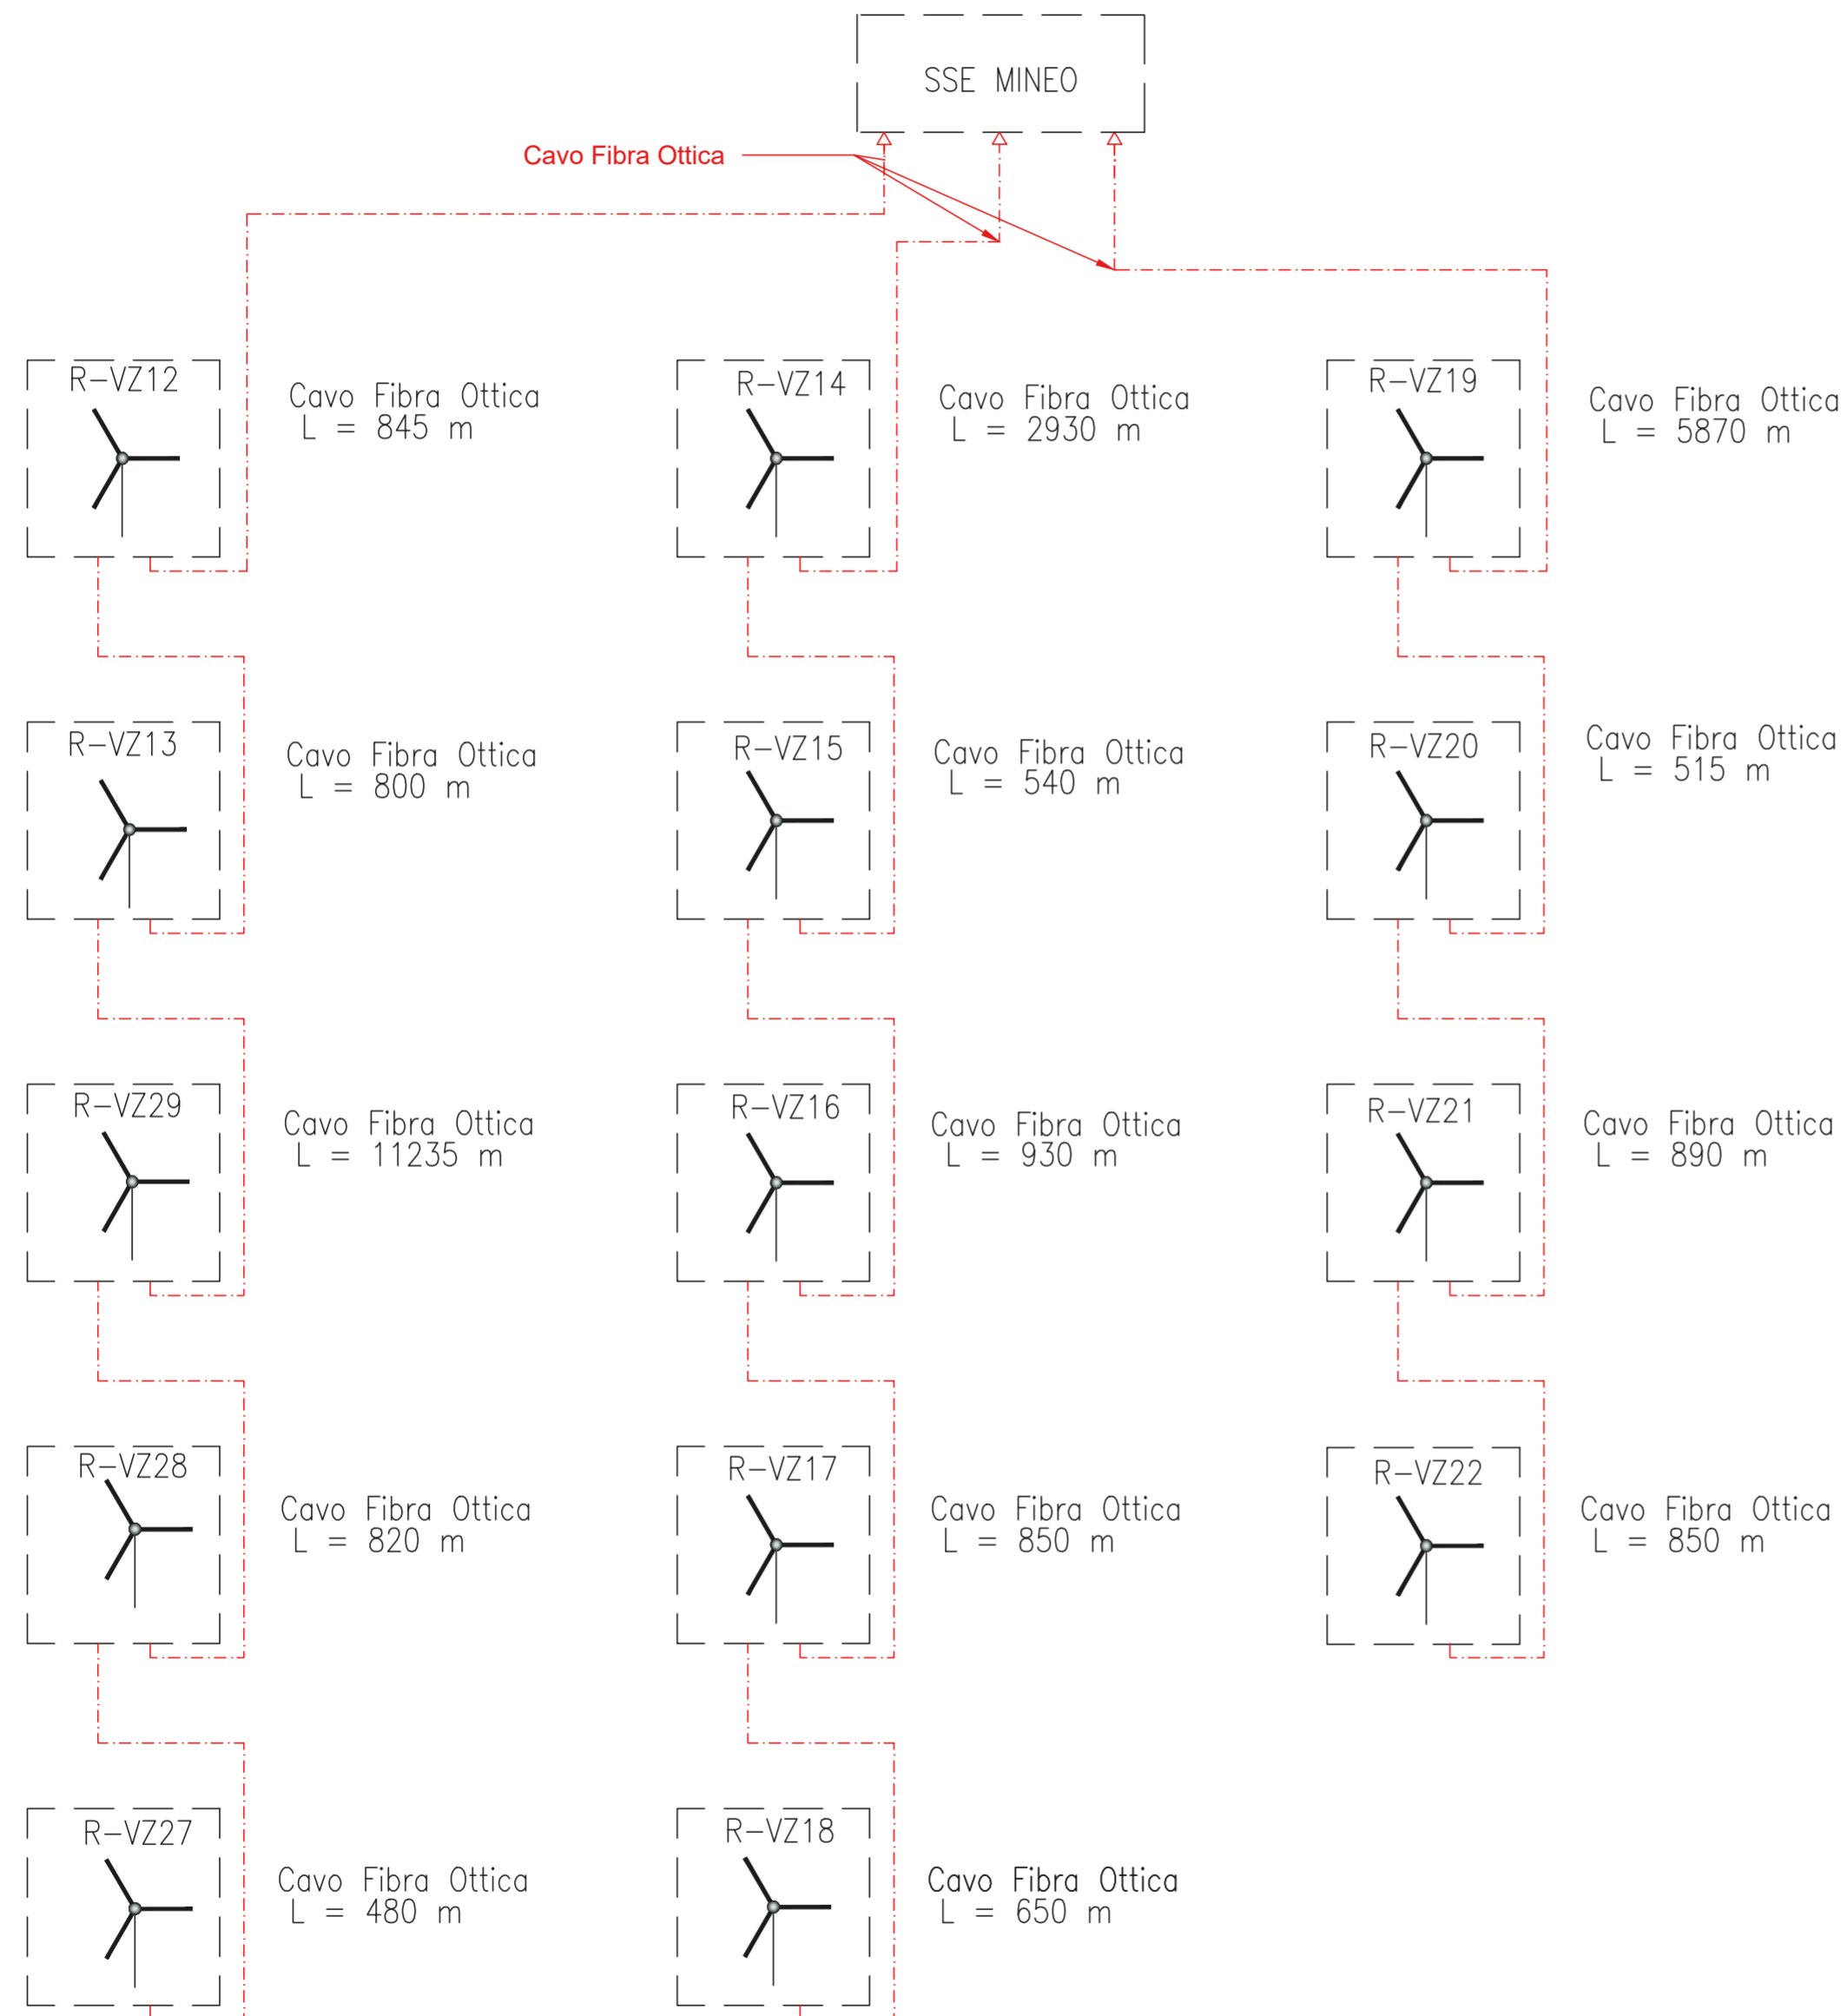 SSE MINEO
Cavo Fibra Ottica
R-VZ12
Cavo Fibra Ottica
L = 845 m
R-VZ14
Cavo Fibra Ottica
L = 2930 m
R-VZ19
Cavo Fibra Ottica
L = 5870 m
R-VZ13
Cavo Fibra Ottica
L = 800 m
R-VZ15
Cavo Fibra Ottica
L = 540 m
R-VZ20
Cavo Fibra Ottica
L = 515 m
R-VZ29
Cavo Fibra Ottica
L = 11235 m
R-VZ16
Cavo Fibra Ottica
L = 930 m
R-VZ21
Cavo Fibra Ottica
L = 890 m
R-VZ28
Cavo Fibra Ottica
L = 820 m
R-VZ17
Cavo Fibra Ottica
L = 850 m
R-VZ22
Cavo Fibra Ottica
L = 850 m
R-VZ27
Cavo Fibra Ottica
L = 480 m
R-VZ18
Cavo Fibra Ottica
L = 650 m